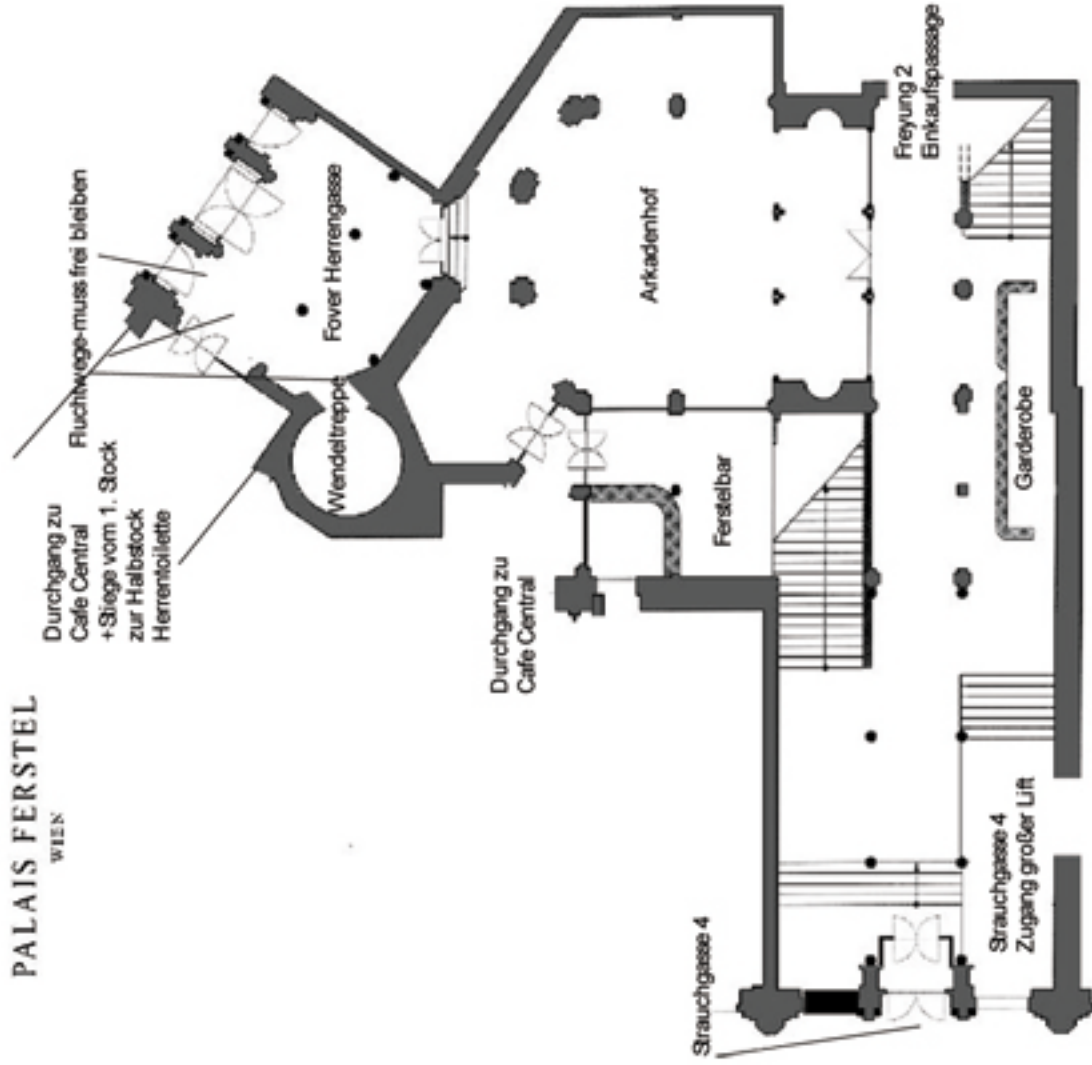 PALAIS FERSTEL
WIEN
Durchgang zu
Cafe Central
+Stiege vom 1. Stock
zur Halbstock
Herrentoilette
Fluchtwege-muss frei bleiben
Wendeltreppe
Foyer Herrengasse
Durchgang zu
Cafe Central
Ferstelbar
Arkadenhof
Strauchgasse 4
Freyung 2
Einkaufspassage
Strauchgasse 4
Zugang großer Lift
Garderobe